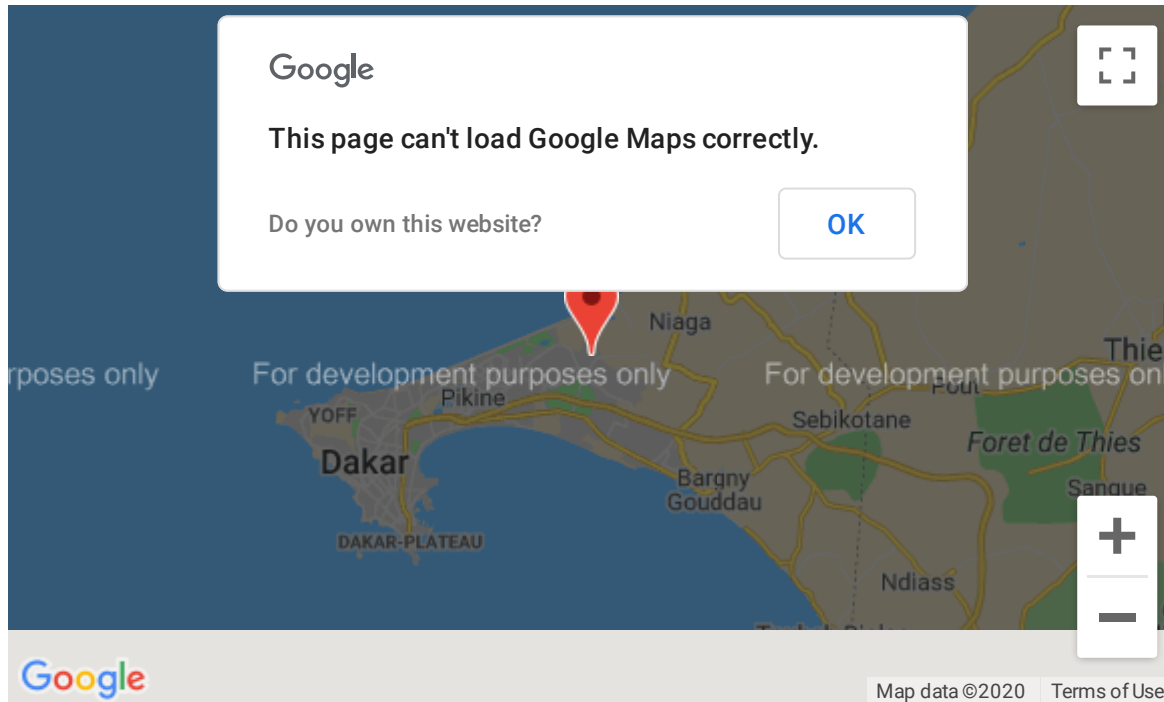 Google
This page can't load Google Maps correctly.
Do you own this website?
OK
Niaga
Thie
rposes only
For development purposes only
For development purposes on
Pout
Pikine
YOFF
Sebikotane
Foret de Thies
Dakar
Bargny
Gouddau
Sangue
DAKAR-PLATEAU
Ndiass
Google
Map data ©2020
Terms of Use